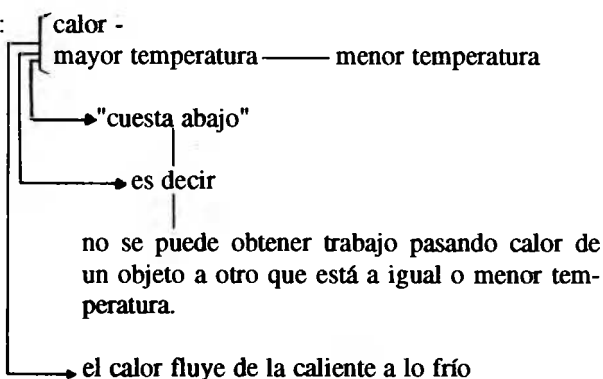 :
calor -
mayor temperatura —— menor temperatura
"cuesta abajo"
es decir
no se puede obtener trabajo pasando calor de
un objeto a otro que está a igual o menor tem-
peratura.
el calor fluye de la caliente a lo frío